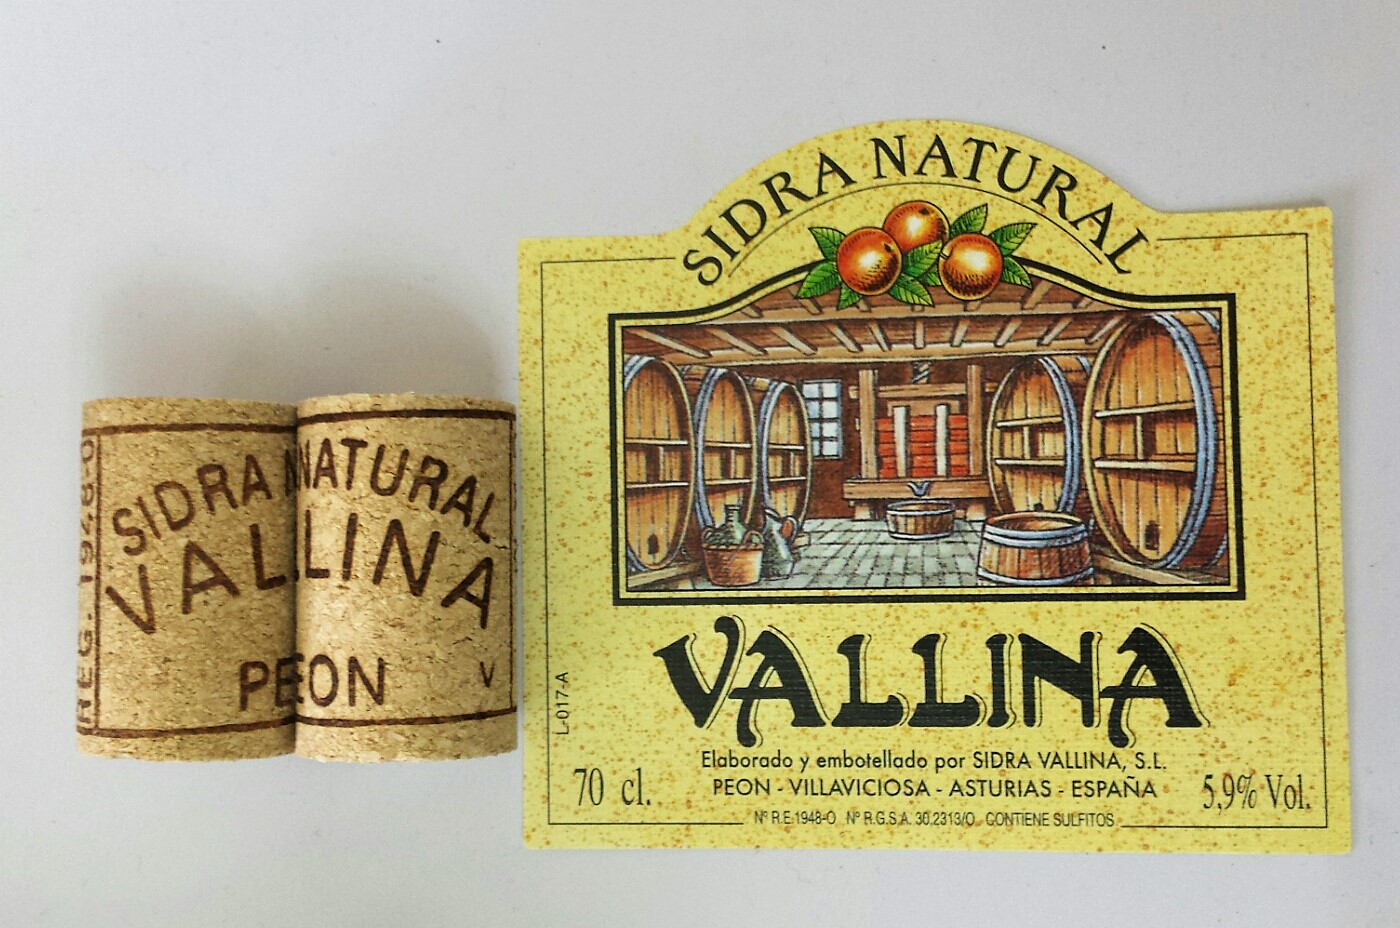 REG. 1948-O
SIDRA NATURAL
VALLINA
PEON
V
SIDRA NATURAL
VALLINA
L-017-A
Elaborado y embotellado por SIDRA VALLINA, S.L.
70 cl.
PEON - VILLAVICIOSA - ASTURIAS - ESPAÑA
5,9% Vol.
Nº R.E.1948-O Nº R.G.S.A. 30.2313/O CONTIENE SULFITOS